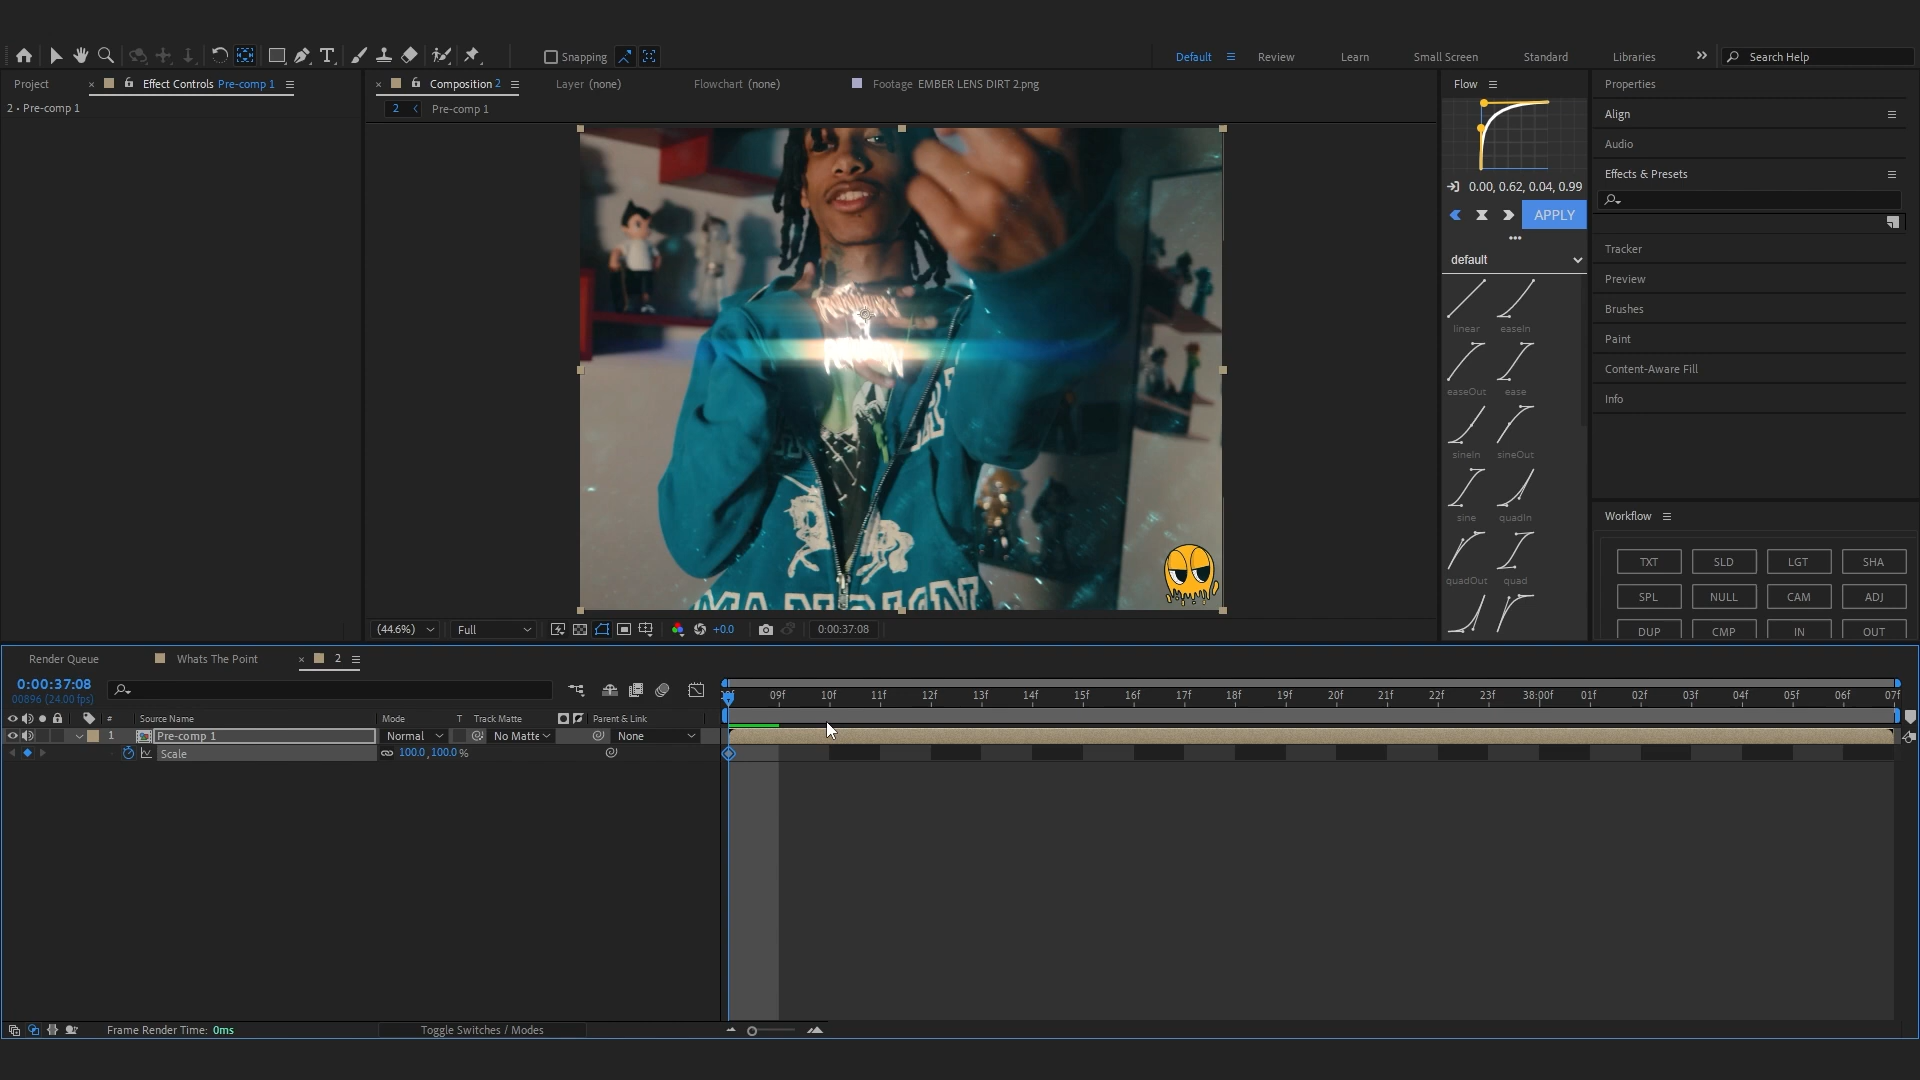 Snapping
Default
Review
Learn
Small Screen
Standard
Libraries
Search Help
Project
Effect Controls Pre-comp 1
Composition 2
Layer (none)
Flowchart (none)
Footage EMBER LENS DIRT 2.png
Flow
Properties
2 • Pre-comp 1
2
Pre-comp 1
Align
Audio
Effects & Presets
0.00, 0.62, 0.04, 0.99
APPLY
default
Tracker
Preview
Brushes
Paint
Content-Aware Fill
Info
linear easeIn
easeOut ease
sineIn sineOut
sine quadIn
quadOut quad
Workflow
TXT SLD LGT SHA
SPL NULL CAM ADJ
DUP CMP IN OUT
(44.6%)
Full
+0.0
0:00:37:08
Render Queue
Whats The Point
2
0:00:37:08
00896 (24.00 fps)
09f 10f 11f 12f 13f 14f 15f 16f 17f 18f 19f 20f 21f 22f 23f 38:00f 01f 02f 03f 04f 05f 06f 07f
# Source Name Mode T Track Matte Parent & Link
1 Pre-comp 1 Normal No Matte None
Scale 100.0, 100.0 %
Frame Render Time: 0ms
Toggle Switches / Modes